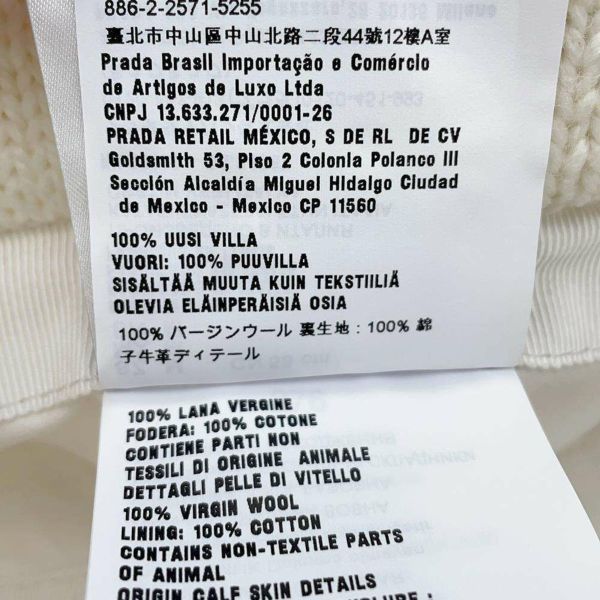 886-2-2571-5255
臺北市中山區中山北路二段44號12樓A室
Prada Brasil Importação e Comércio
de Artigos de Luxo Ltda
CNPJ 13.633.271/0001-26
PRADA RETAIL MÉXICO, S DE RL DE CV
Goldsmith 53, Piso 2 Colonia Polanco III
Sección Alcaldía Miguel Hidalgo Ciudad
de Mexico - Mexico CP 11560
100% UUSI VILLA
VUORI: 100% PUUVILLA
SISÄLTÄÄ MUUTA KUIN TEKSTIILIÄ
OLEVIA ELÄINPERÄISIÄ OSIA
100% バージンウール 裏生地：100% 綿
子牛革ディテール
100% LANA VERGINE
FODERA: 100% COTONE
CONTIENE PARTI NON
TESSILI DI ORIGINE ANIMALE
DETTAGLI PELLE DI VITELLO
100% VIRGIN WOOL
LINING: 100% COTTON
CONTAINS NON-TEXTILE PARTS
OF ANIMAL
ORIGIN CALF SKIN DETAILS